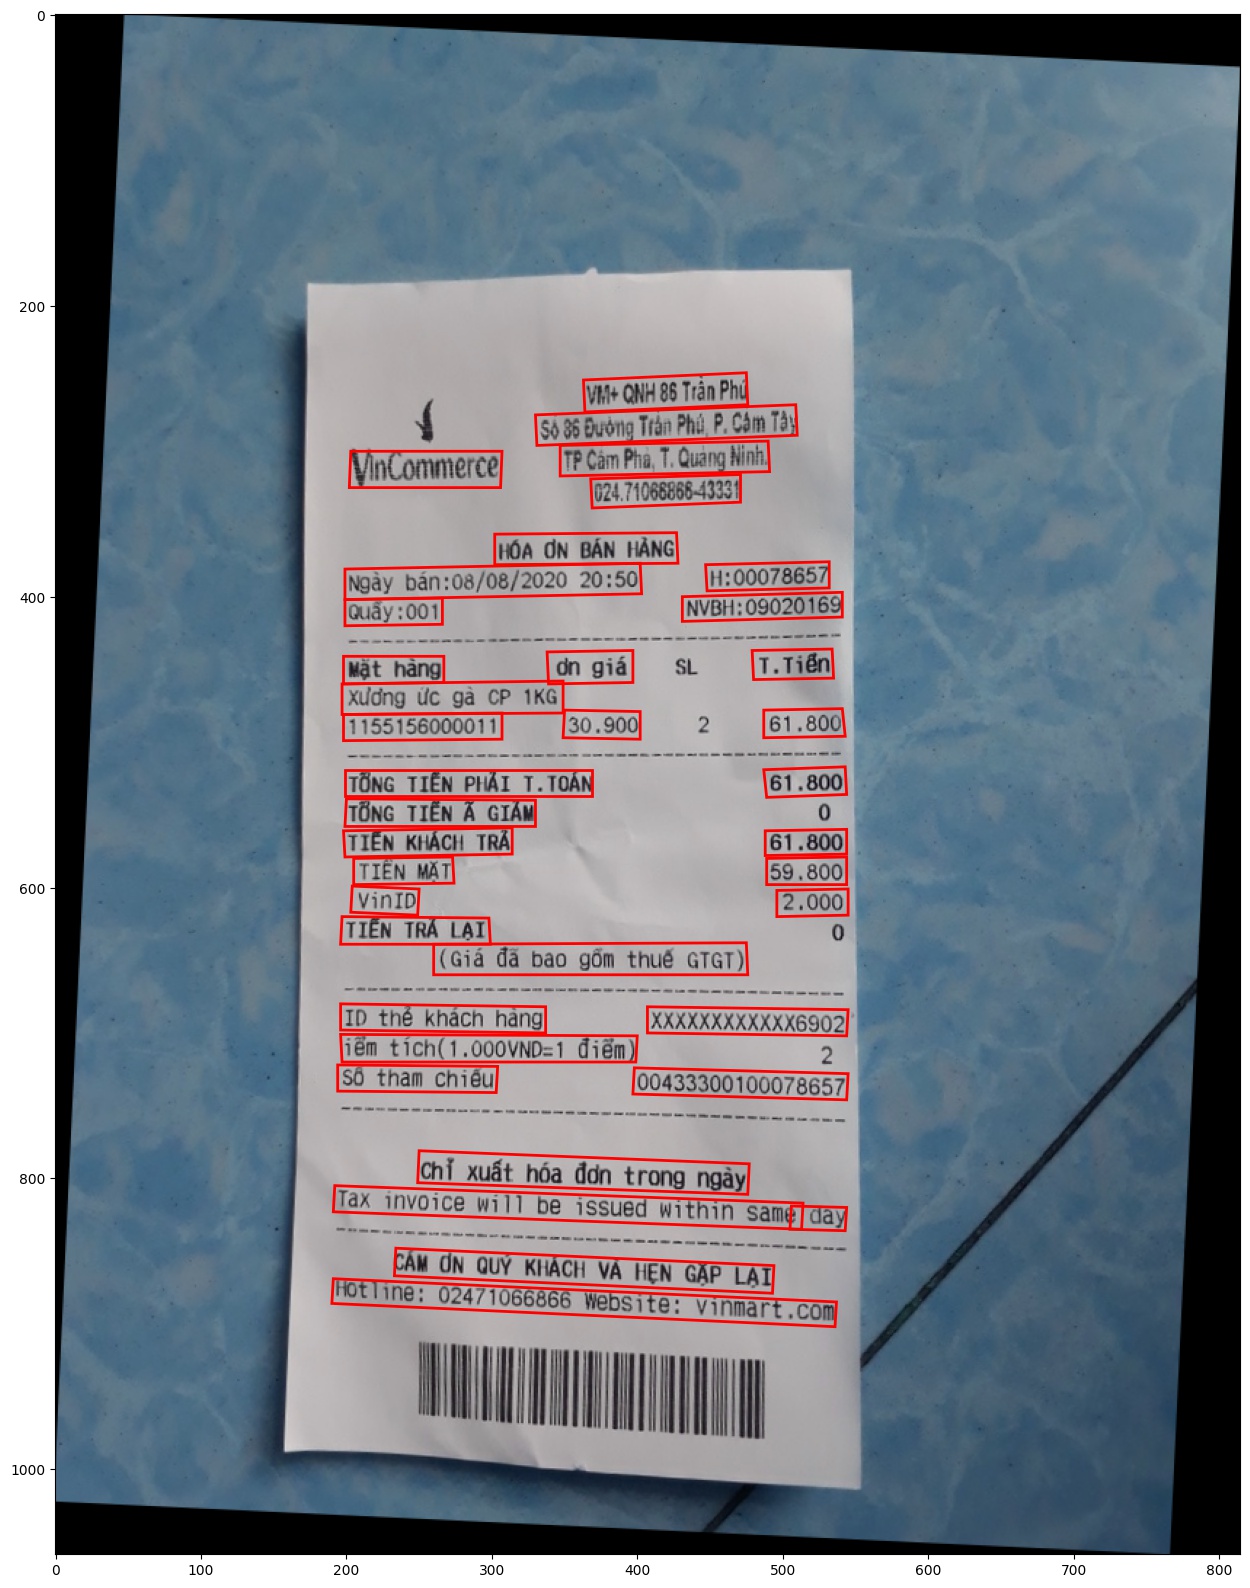 VM+ QNH 86 Trần Phú
Số 86 Đường Trần Phú, P. Cẩm Tây
VinCommerce
TP Cẩm Phả, T. Quảng Ninh.
024.71066866-43331
HÓA ƠN BÁN HÀNG
Ngày bán:08/08/2020 20:50 H:00078657
Quầy:001 NVBH:09020169
Mặt hàng ơn giá SL T.Tiền
Xương ức gà CP 1KG
1155156000011 30.900 2 61.800
TỔNG TIỀN PHẢI T.TOÁN 61.800
TỔNG TIỀN Ã GIẢM 0
TIỀN KHÁCH TRẢ 61.800
TIỀN MẶT 59.800
VinID 2.000
TIỀN TRẢ LẠI 0
(Giá đã bao gồm thuế GTGT)
ID thẻ khách hàng XXXXXXXXXXXX6902
iểm tích(1.000VND=1 điểm) 2
Số tham chiếu 00433300100078657
Chỉ xuất hóa đơn trong ngày
Tax invoice will be issued within same day
CẢM ƠN QUÝ KHÁCH VÀ HẸN GẶP LẠI
Hotline: 02471066866 Website: vinmart.com
0
200
400
600
800
1000
0 100 200 300 400 500 600 700 800